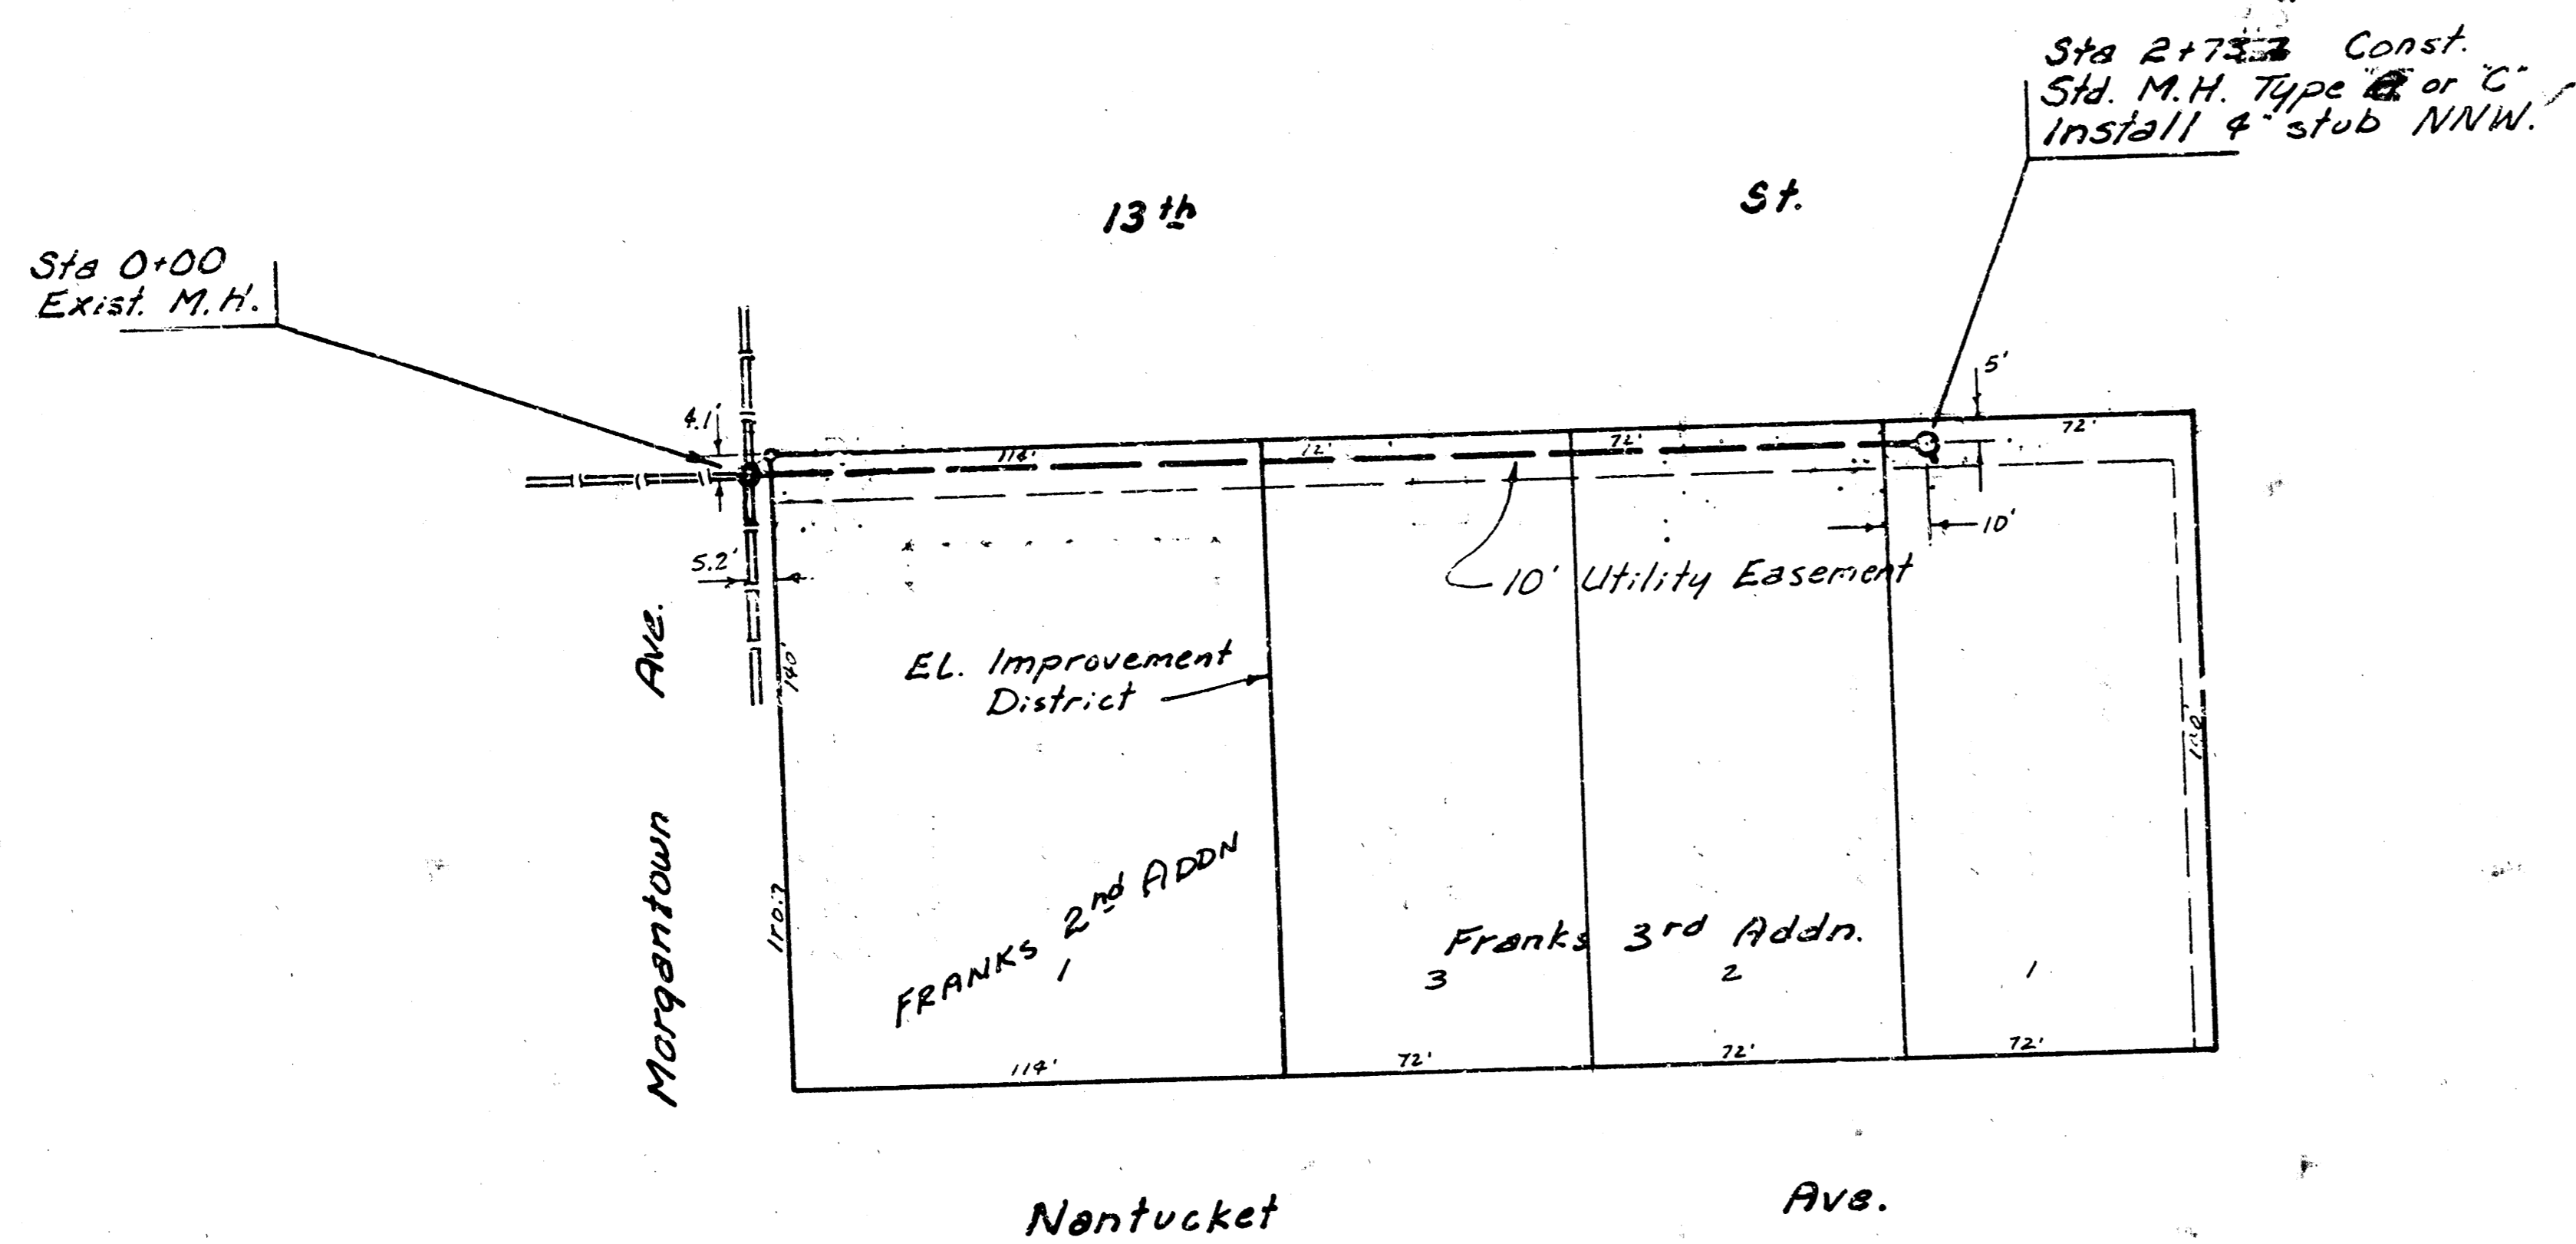 Sta 2+73 Const.
Std. M.H. Type or "C"
Install 4" stub NNW.
13th St.
Sta 0+00
Exist. M.H.
5'
4.1'
114'
72'
72'
72'
10'
5.2'
10' Utility Easement
140'
EL. Improvement
District
Morgantown Ave.
FRANKS 2nd ADDN
1
Franks 3rd Addn.
3
2
1
114'
72'
72'
72'
Nantucket Ave.